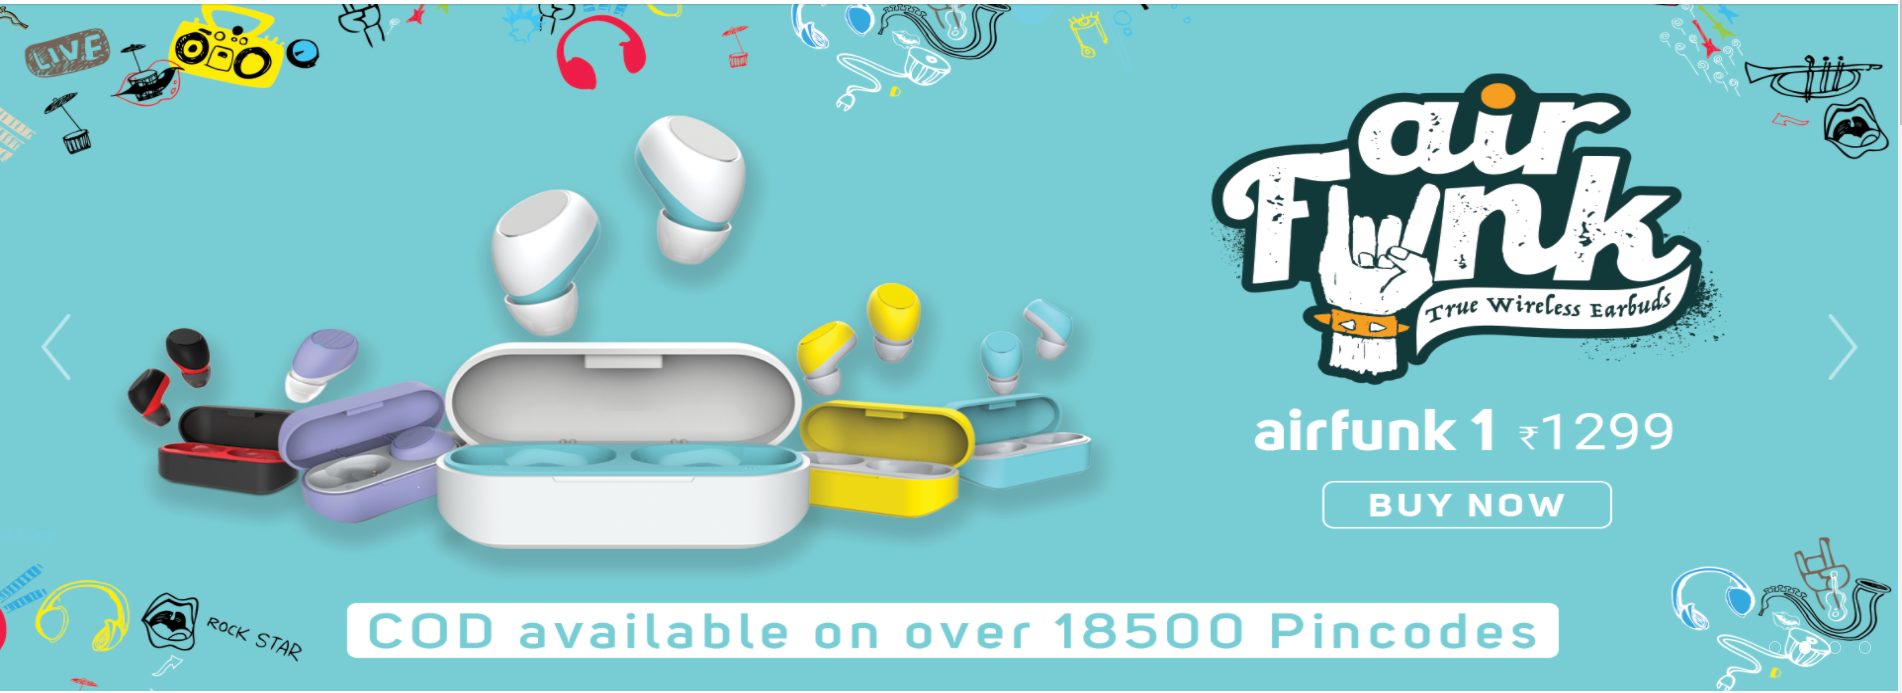 LIVE
air
Funk
True Wireless Earbuds
airfunk 1 ₹1299
BUY NOW
ROCK STAR
COD available on over 18500 Pincodes